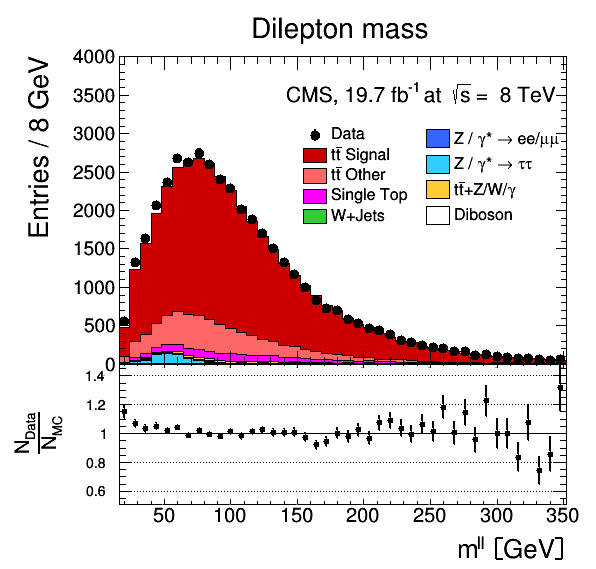 Dilepton mass
Entries / 8 GeV
4000
3500
3000
2500
2000
1500
1000
500
0
CMS, 19.7 fb⁻¹ at √s = 8 TeV
Data
tt̄ Signal
tt̄ Other
Single Top
W+Jets
Z / γ* → ee/μμ
Z / γ* → ττ
tt̄+Z/W/γ
Diboson
N_Data
N_MC
1.4
1.2
1
0.8
0.6
50 100 150 200 250 300 350
m^ll [GeV]